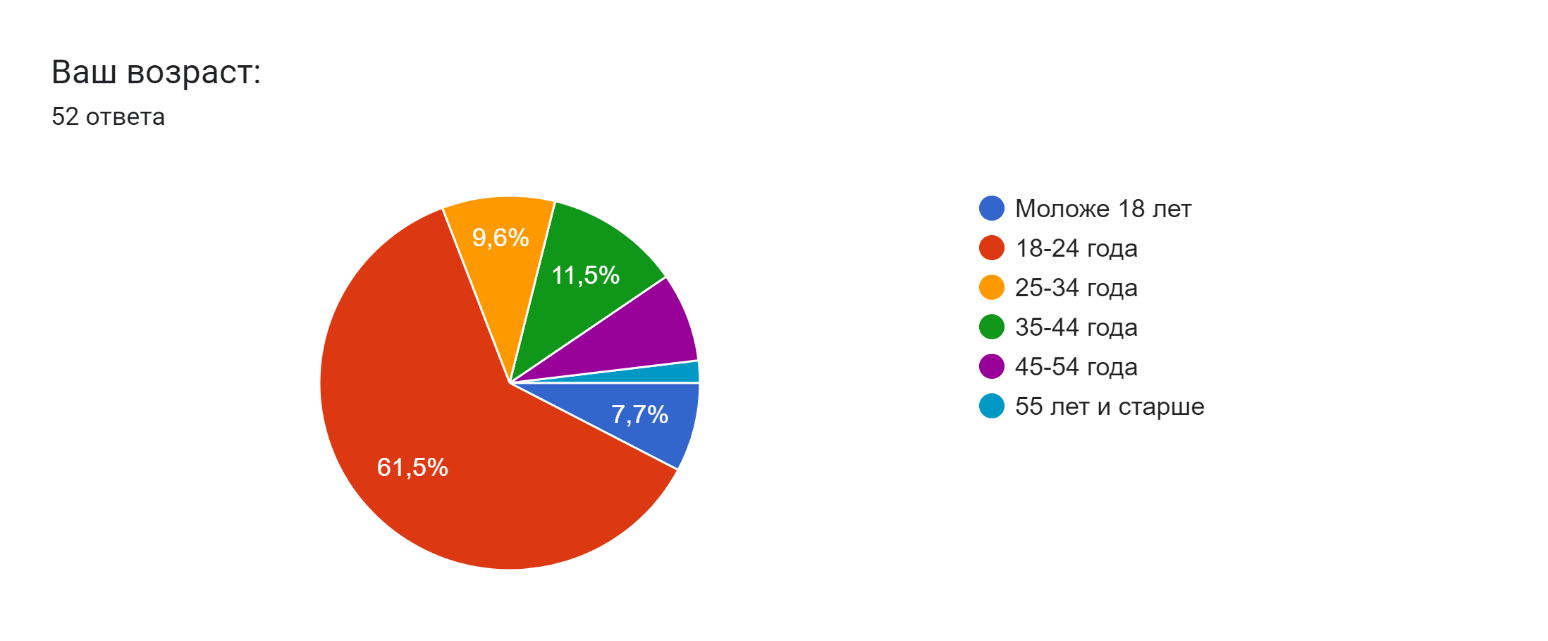 Ваш возраст:
52 ответа
9,6%
11,5%
7,7%
61,5%
Моложе 18 лет
18-24 года
25-34 года
35-44 года
45-54 года
55 лет и старше